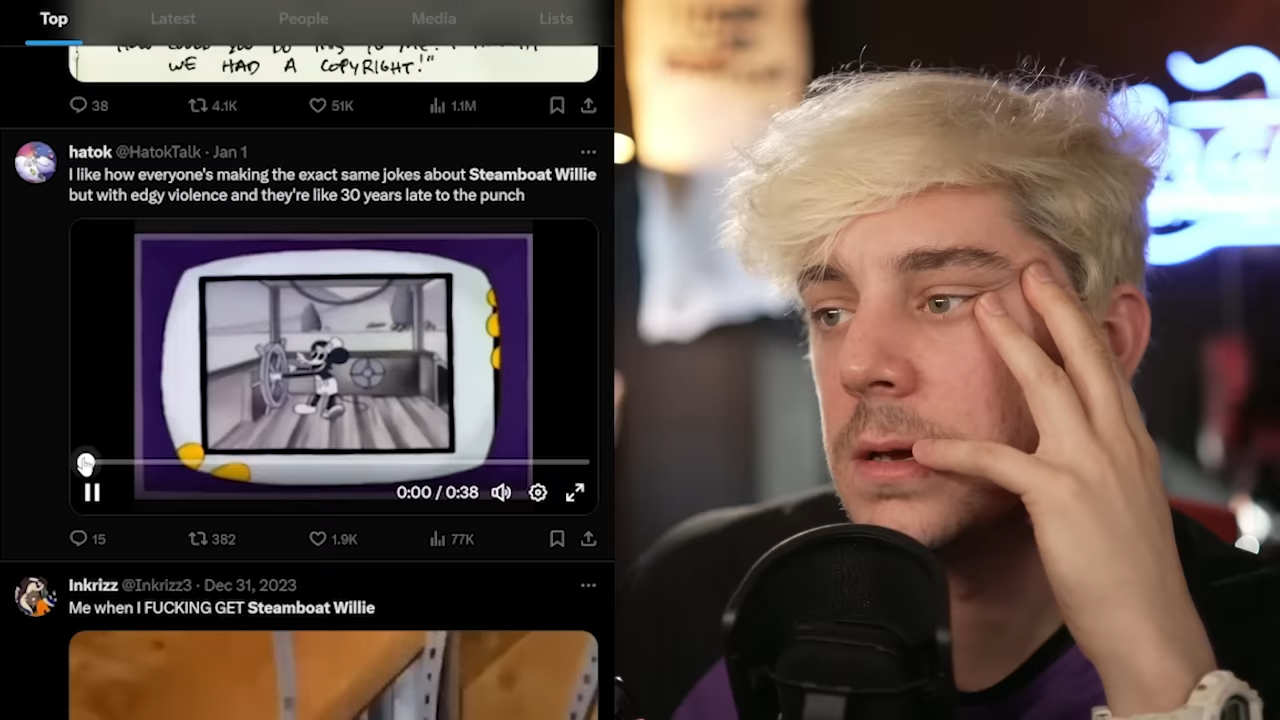 Top
Latest
People
Media
Lists
WE HAD A COPYRIGHT!"
38
4.1K
51K
1.1M
hatok @HatokTalk · Jan 1
I like how everyone's making the exact same jokes about Steamboat Willie
but with edgy violence and they're like 30 years late to the punch
0:00 / 0:38
15
382
1.9K
77K
Inkrizz @Inkrizz3 · Dec 31, 2023
Me when I FUCKING GET Steamboat Willie